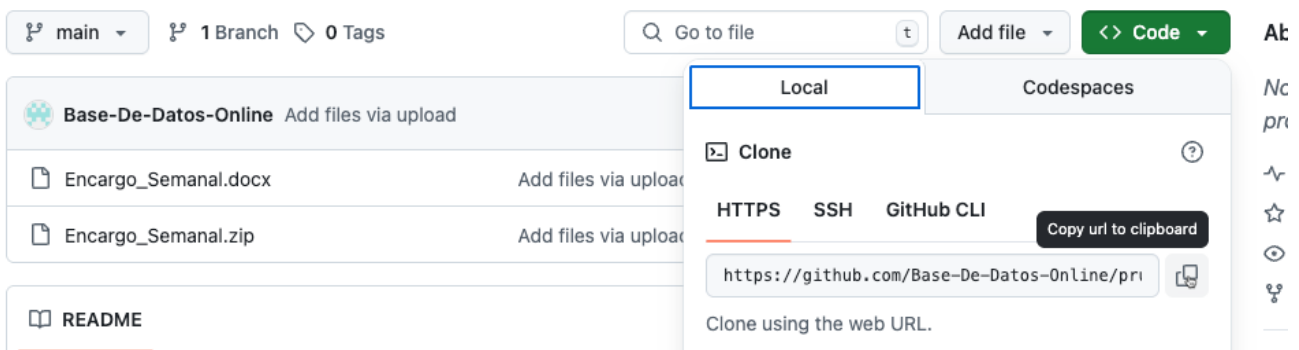 main 1 Branch 0 Tags Go to file t Add file <> Code
Base-De-Datos-Online Add files via upload
Encargo_Semanal.docx Add files via upload
Encargo_Semanal.zip Add files via upload
README
Local Codespaces
Clone
HTTPS SSH GitHub CLI
Copy url to clipboard
https://github.com/Base-De-Datos-Online/pru
Clone using the web URL.